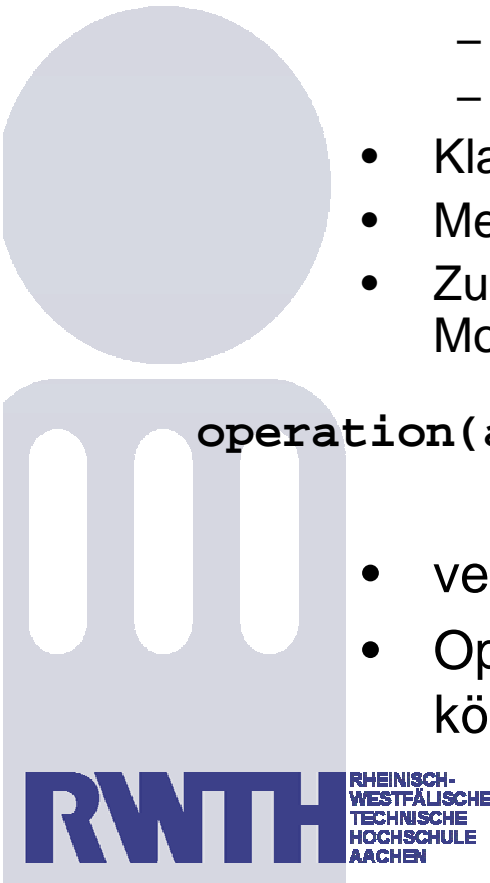 –
–
• Kla
• Me
• Zu
Mo
operation(a
• ve
• Op
kö
RWTH
RHEINISCH-
WESTFÄLISCHE
TECHNISCHE
HOCHSCHULE
AACHEN